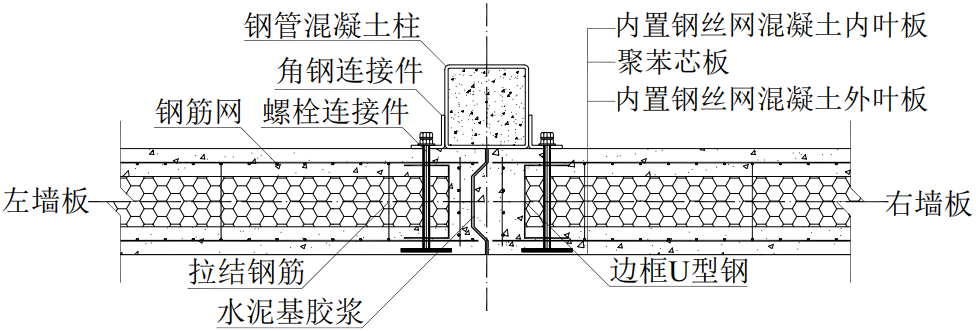 钢管混凝土柱
角钢连接件
螺栓连接件
钢筋网
内置钢丝网混凝土内叶板
聚苯芯板
内置钢丝网混凝土外叶板
左墙板
右墙板
拉结钢筋
水泥基胶浆
边框U型钢